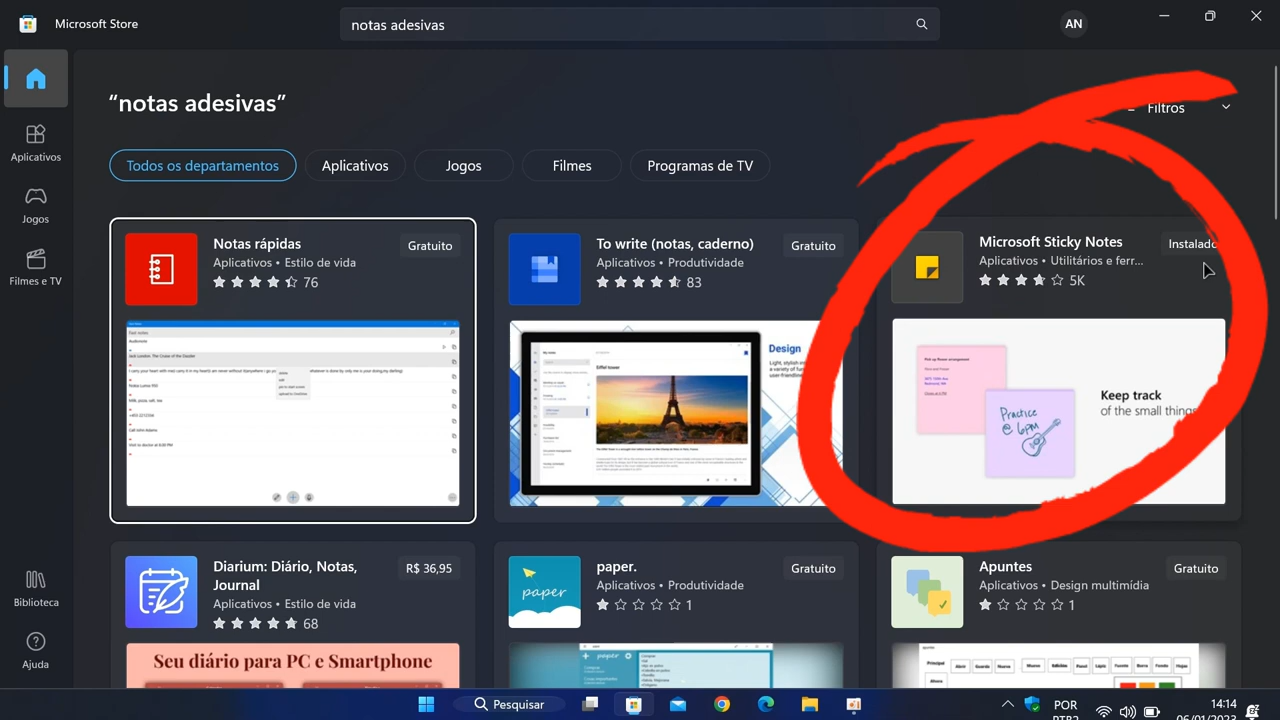 Microsoft Store
notas adesivas
AN
“notas adesivas”
Filtros
Todos os departamentos
Aplicativos
Jogos
Filmes
Programas de TV
Aplicativos
Jogos
Filmes e TV
Biblioteca
Ajuda
Notas rápidas
Gratuito
Aplicativos • Estilo de vida
76
To write (notas, caderno)
Gratuito
Aplicativos • Produtividade
83
Design
Eiffel tower
Microsoft Sticky Notes
Instalado
Aplicativos • Utilitários e ferr...
5K
Practice
@ 6PM
Keep track
of the small things
Diarium: Diário, Notas,
Journal
R$ 36,95
Aplicativos • Estilo de vida
68
Seu diário para PC e Smartphone
paper.
Gratuito
Aplicativos • Produtividade
1
paper
Apuntes
Gratuito
Aplicativos • Design multimídia
1
Pesquisar
POR
PTB2
14:14
06/01/2023